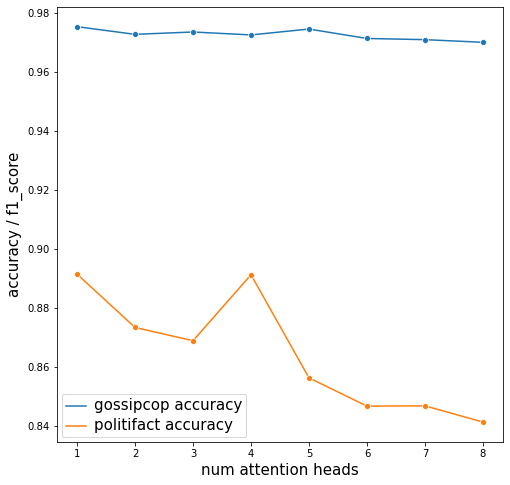 0.98
0.96
0.94
0.92
0.90
0.88
0.86
0.84
accuracy / f1_score
gossipcop accuracy
politifact accuracy
1 2 3 4 5 6 7 8
num attention heads